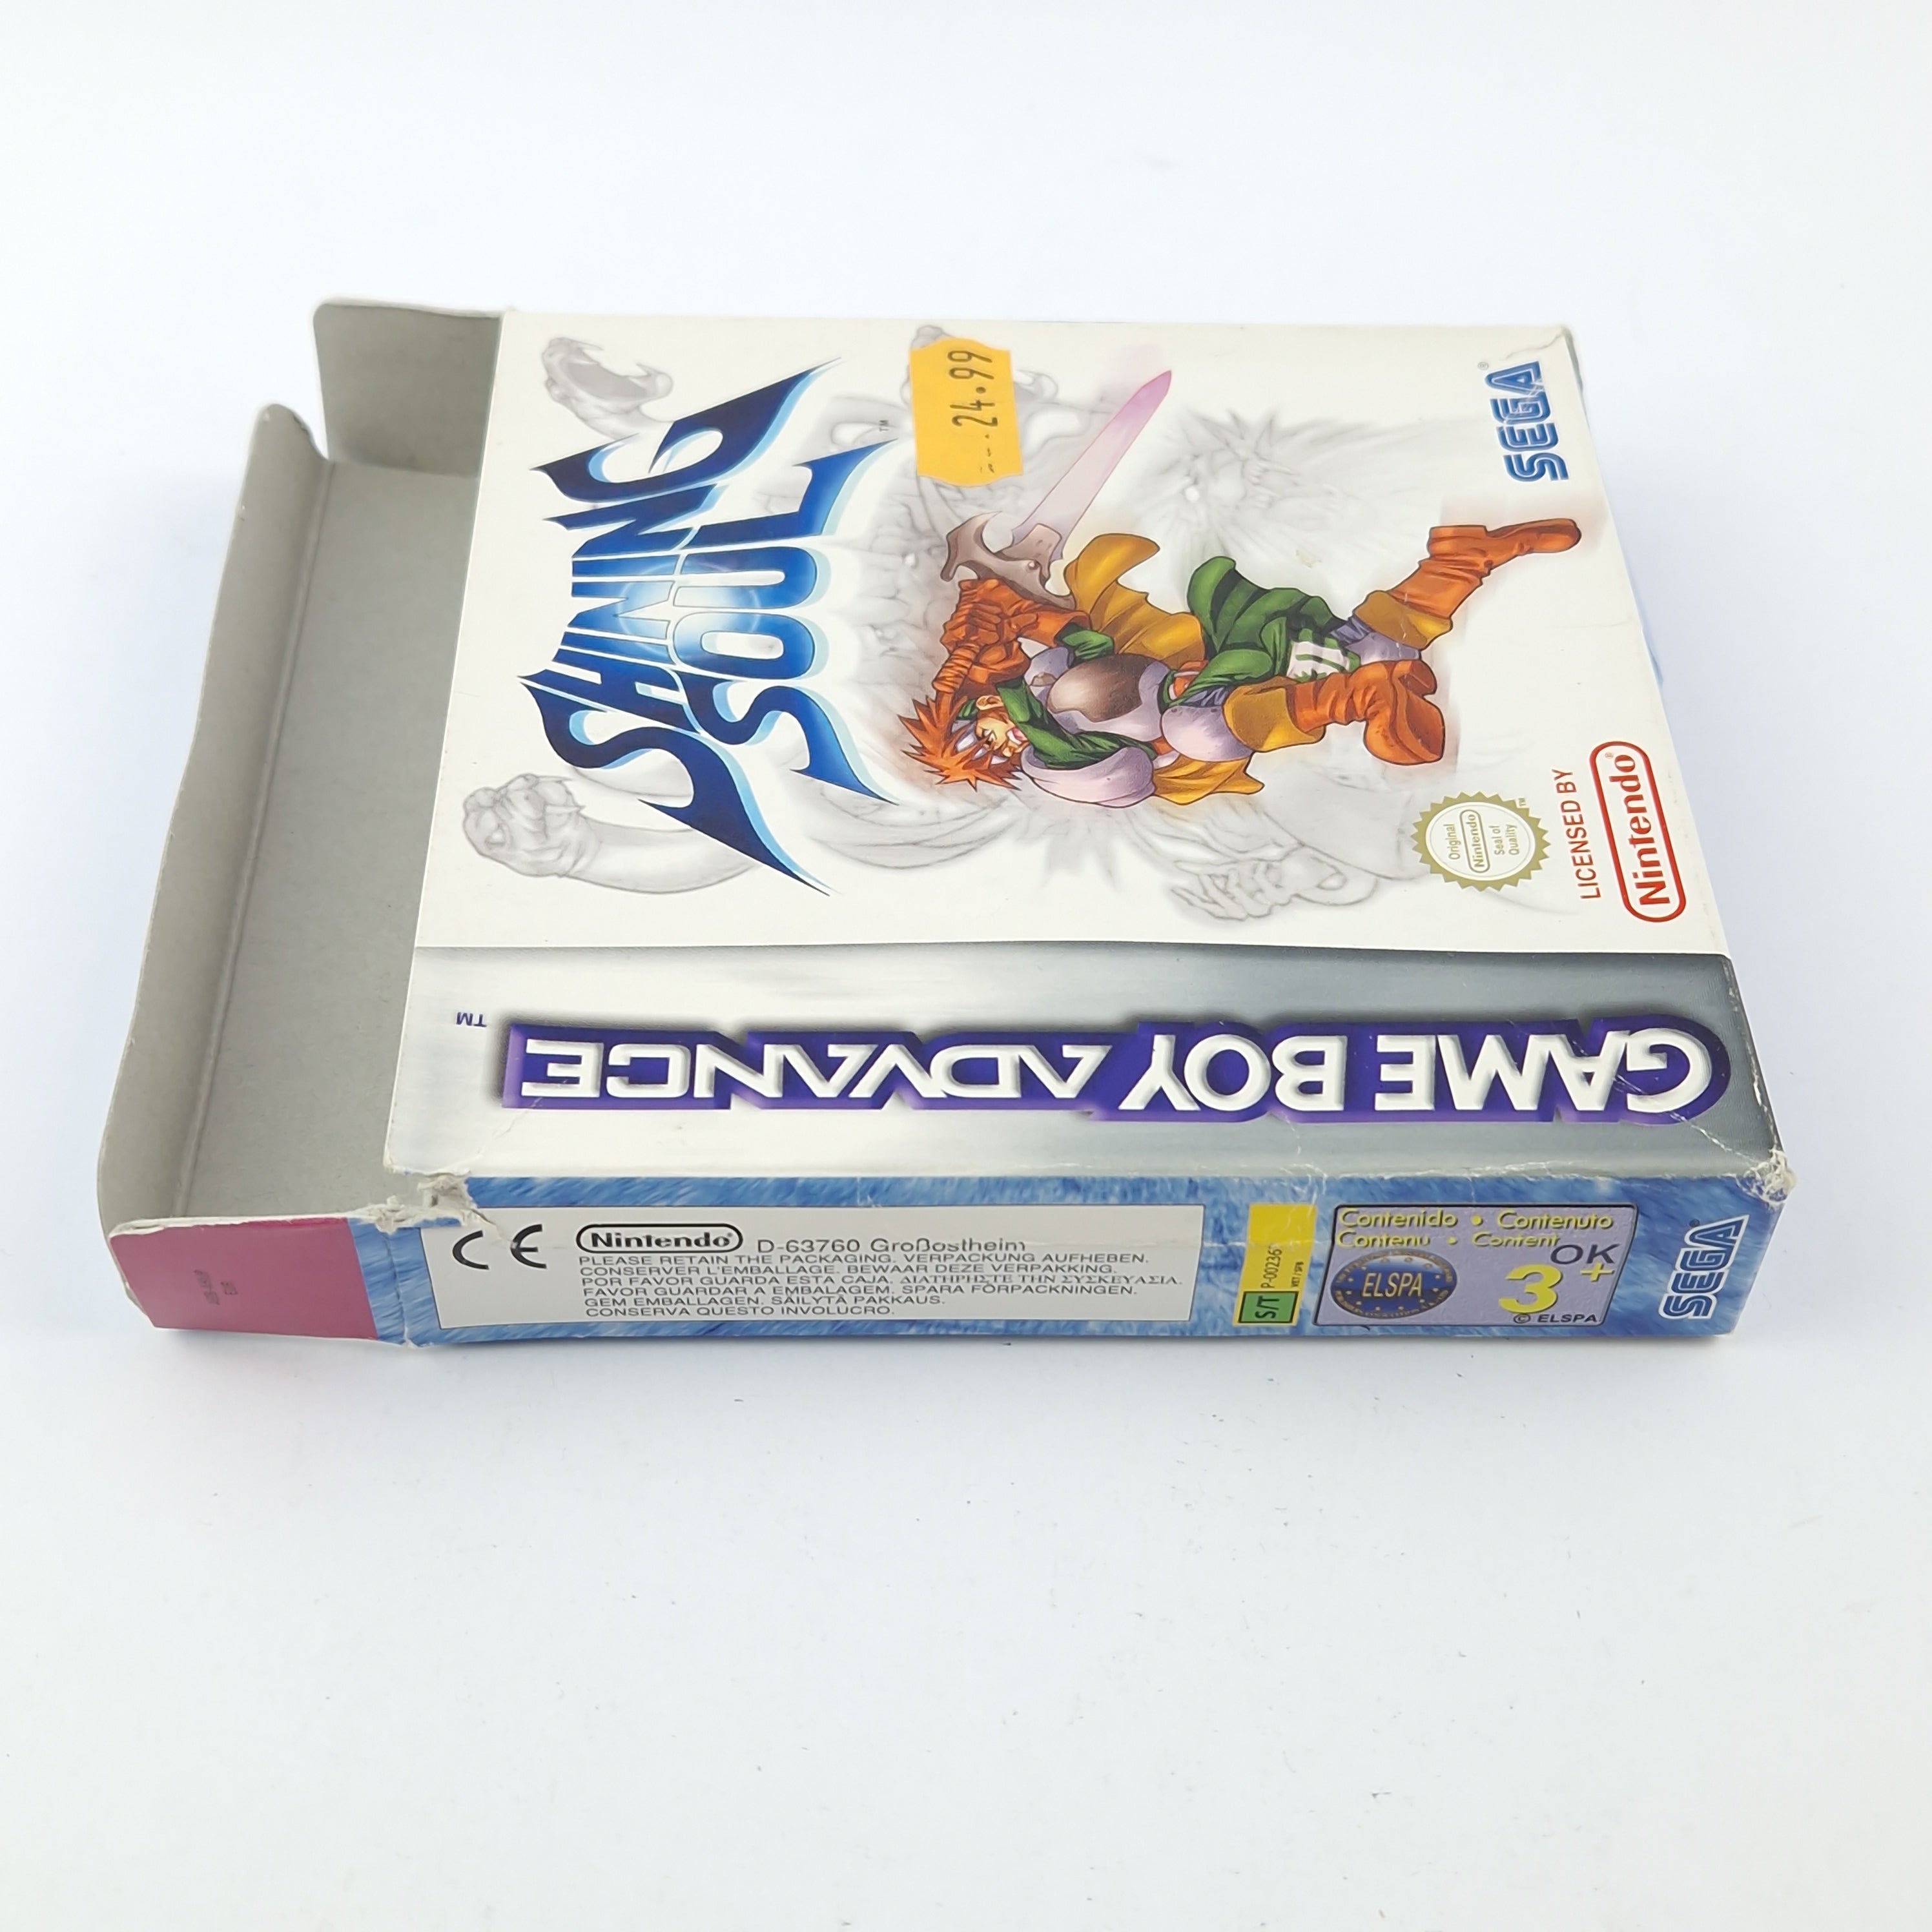 SHINING
SOUL
TM
24.99
SEGA®
Original
Nintendo
Seal of
Quality
TM
LICENSED BY
Nintendo®
GAME BOY ADVANCE
TM
CE
Nintendo® D-63760 Großostheim
PLEASE RETAIN THE PACKAGING. VERPACKUNG AUFHEBEN.
CONSERVER L'EMBALLAGE. BEWAAR DEZE VERPAKKING.
POR FAVOR GUARDA ESTA CAJA. ΔΙΑΤΗΡΗΣΤΕ ΤΗΝ ΣΥΣΚΕΥΑΣΙΑ.
FAVOR GUARDAR A EMBALAGEM. SPARA FÖRPACKNINGEN.
GEM EMBALLAGEN. SÄILYTÄ PAKKAUS.
CONSERVA QUESTO INVOLUCRO.
S/T
P-00236
Contenido • Contenuto
Contenu • Content
OK
3+
ELSPA
© ELSPA
SEGA®